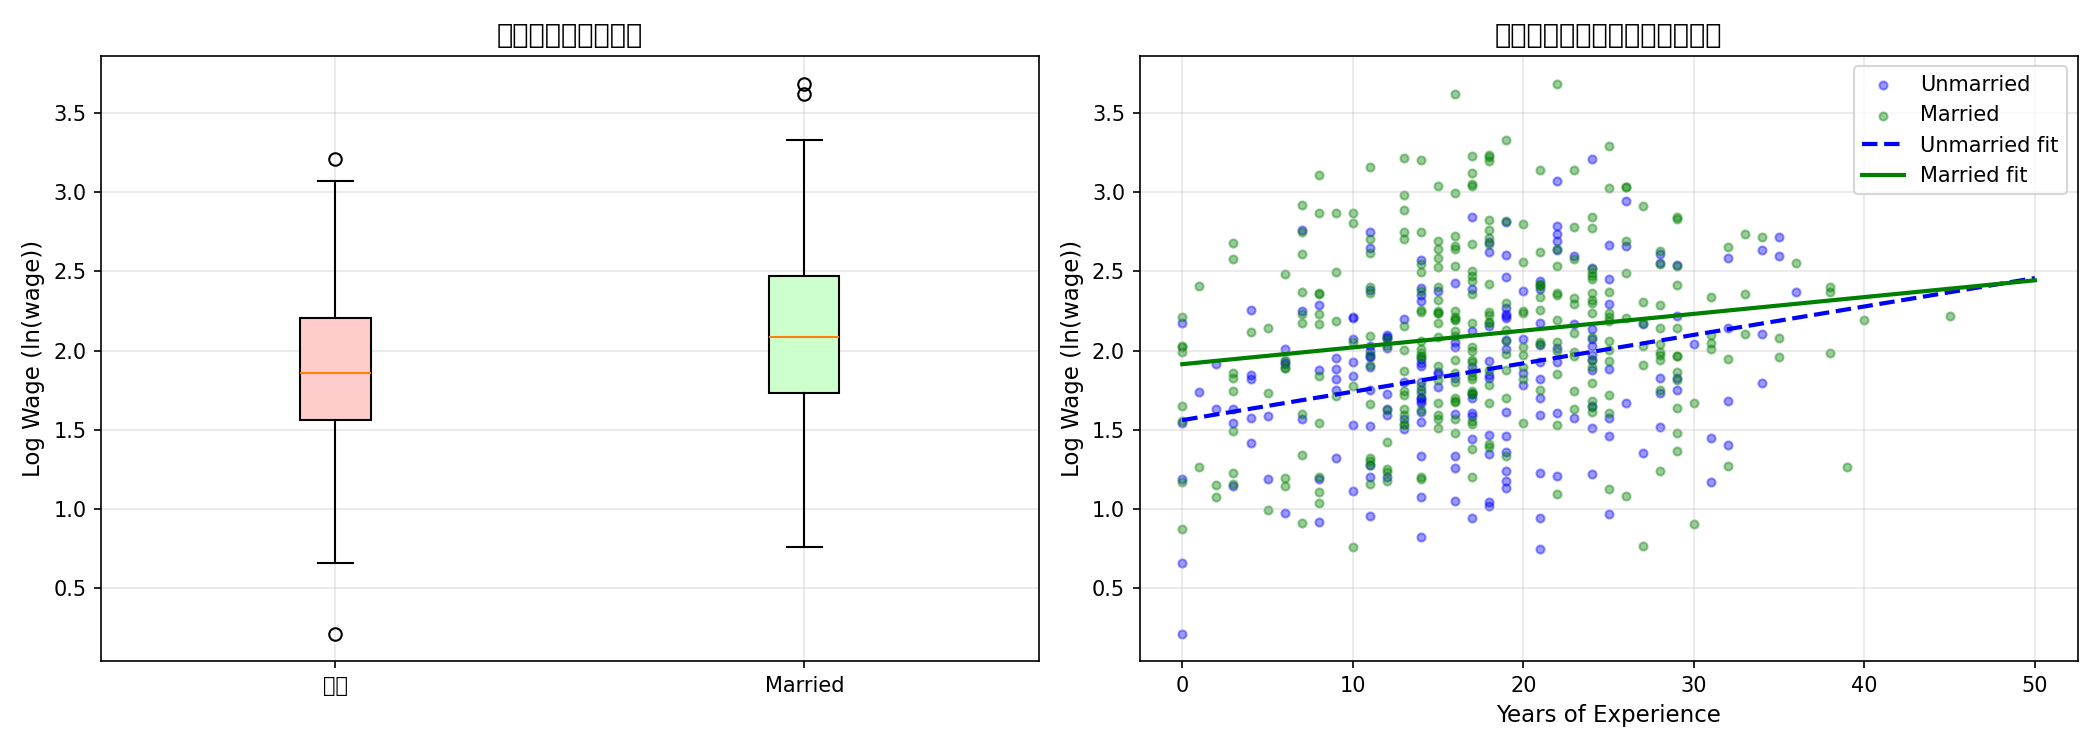 Log Wage (ln(wage))
3.5
3.0
2.5
2.0
1.5
1.0
0.5
Married
Log Wage (ln(wage))
3.5
3.0
2.5
2.0
1.5
1.0
0.5
Unmarried
Married
Unmarried fit
Married fit
0 10 20 30 40 50
Years of Experience